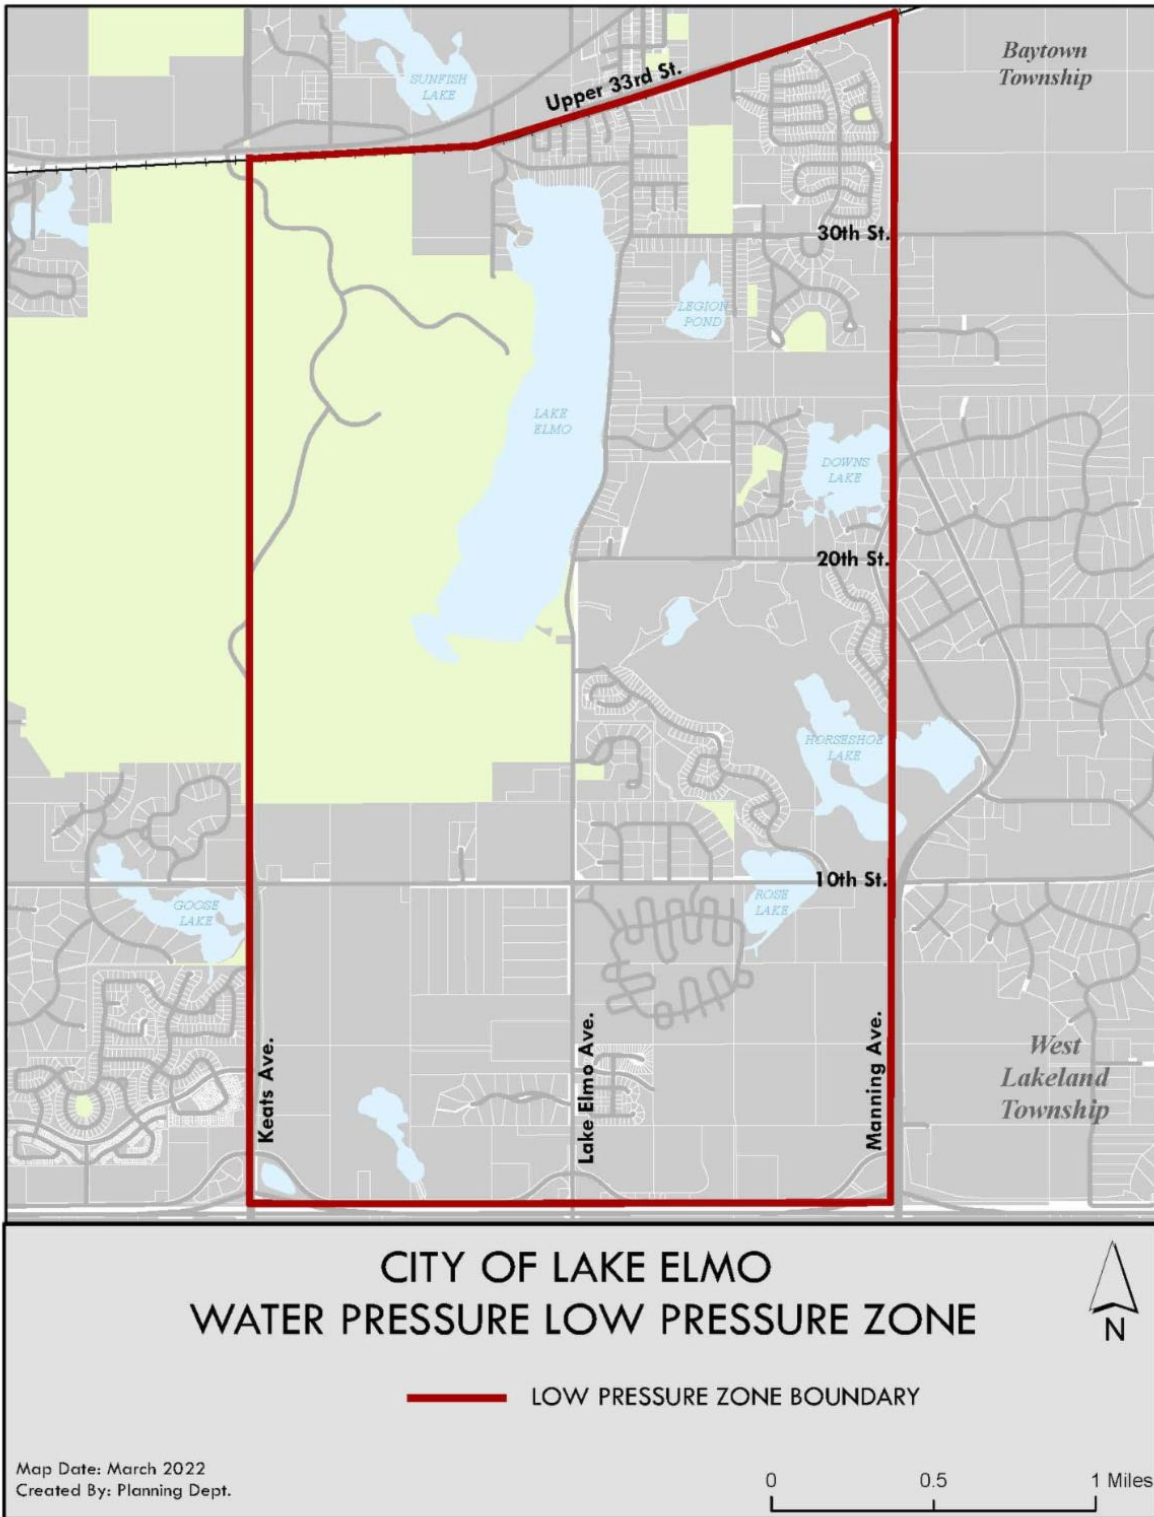 Baytown
Township
SUNFISH
LAKE
Upper 33rd St.
30th St.
LEGION
POND
LAKE
ELMO
DOWNS
LAKE
20th St.
HORSESHOE
LAKE
10th St.
ROSE
LAKE
GOOSE
LAKE
Keats Ave.
Lake Elmo Ave.
Manning Ave.
West
Lakeland
Township
CITY OF LAKE ELMO
WATER PRESSURE LOW PRESSURE ZONE
N
LOW PRESSURE ZONE BOUNDARY
Map Date: March 2022
Created By: Planning Dept.
0 0.5 1 Miles